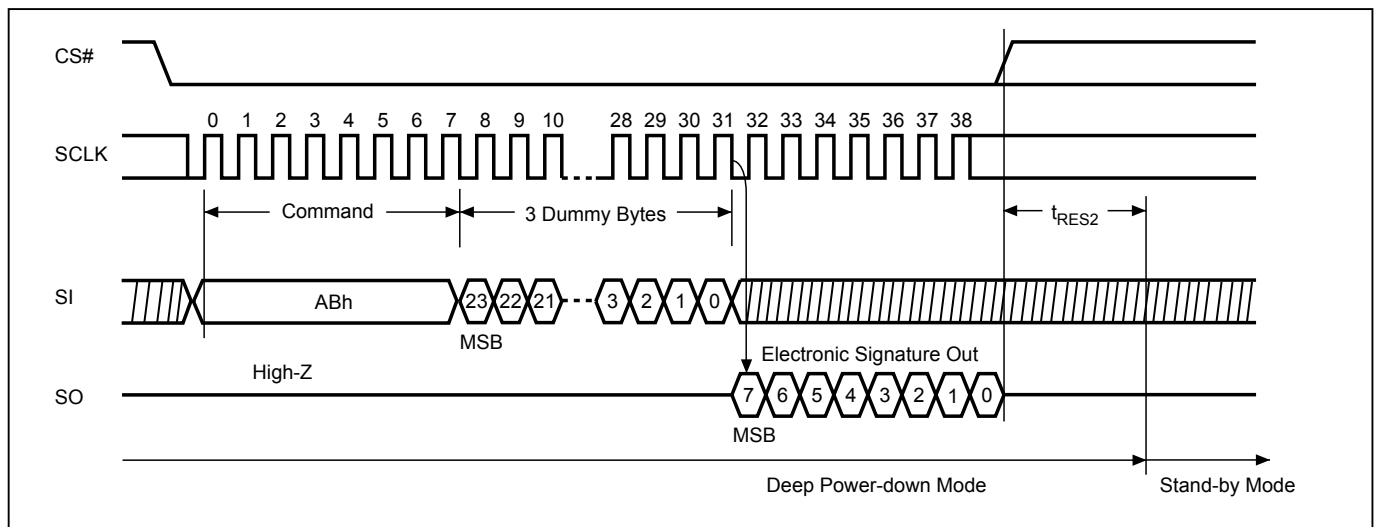 CS#
0 1 2 3 4 5 6 7 8 9 10 28 29 30 31 32 33 34 35 36 37 38
SCLK
Command
3 Dummy Bytes
tRES2
SI
ABh
23 22 21 3 2 1 0
MSB
Electronic Signature Out
High-Z
SO
7 6 5 4 3 2 1 0
MSB
Deep Power-down Mode
Stand-by Mode